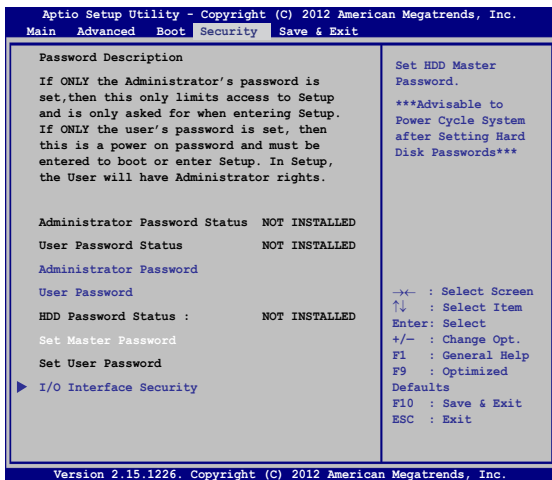 Aptio Setup Utility - Copyright (C) 2012 American Megatrends, Inc.
Main Advanced Boot Security Save & Exit
Password Description
If ONLY the Administrator's password is
set,then this only limits access to Setup
and is only asked for when entering Setup.
If ONLY the user's password is set, then
this is a power on password and must be
entered to boot or enter Setup. In Setup,
the User will have Administrator rights.
Administrator Password Status NOT INSTALLED
User Password Status NOT INSTALLED
Administrator Password
User Password
HDD Password Status : NOT INSTALLED
Set Master Password
Set User Password
I/O Interface Security
Set HDD Master
Password.
***Advisable to
Power Cycle System
after Setting Hard
Disk Passwords***
→← : Select Screen
↑↓ : Select Item
Enter: Select
+/— : Change Opt.
F1 : General Help
F9 : Optimized
Defaults
F10 : Save & Exit
ESC : Exit
Version 2.15.1226. Copyright (C) 2012 American Megatrends, Inc.